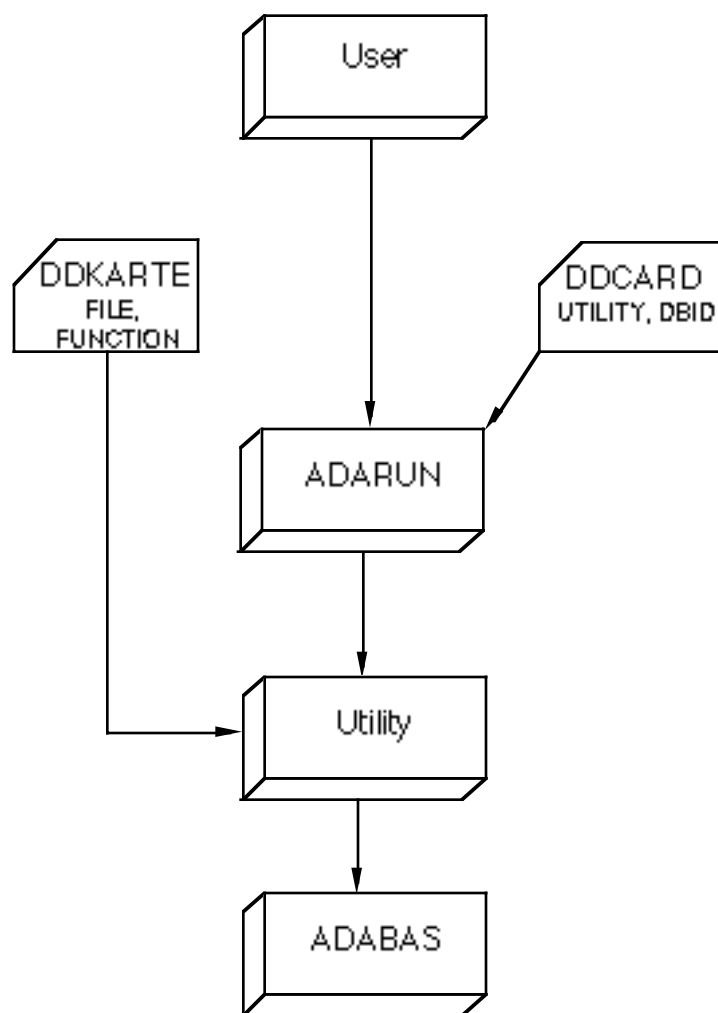 User
DDKARTE
FILE,
FUNCTION
DDCARD
UTILITY, DBID
ADARUN
Utility
ADABAS